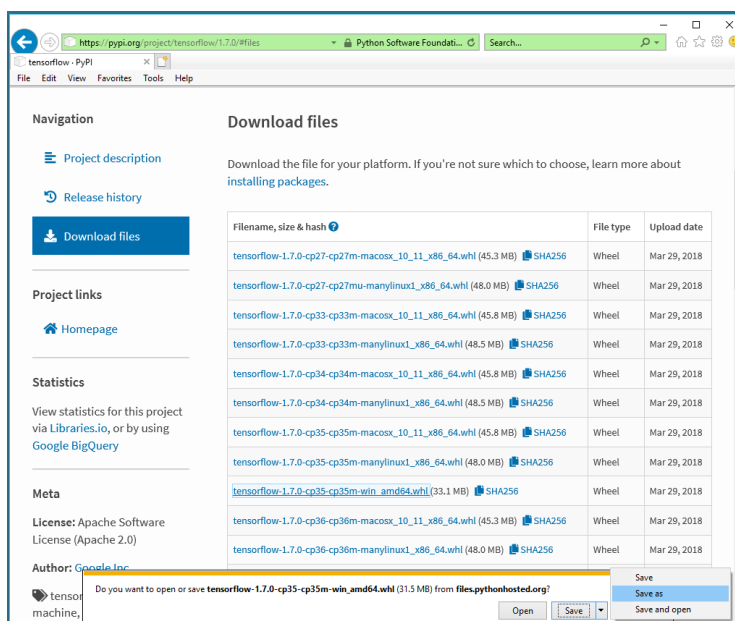 https://pypi.org/project/tensorflow/1.7.0/#files
Python Software Foundati...
Search...
tensorflow · PyPI
File Edit View Favorites Tools Help
Navigation
Project description
Release history
Download files
Project links
Homepage
Statistics
View statistics for this project
via Libraries.io, or by using
Google BigQuery
Meta
License: Apache Software
License (Apache 2.0)
Author: Google Inc.
tensor
machine,
Download files
Download the file for your platform. If you're not sure which to choose, learn more about
installing packages.
Filename, size & hash File type Upload date
tensorflow-1.7.0-cp27-cp27m-macosx_10_11_x86_64.whl (45.3 MB) SHA256 Wheel Mar 29, 2018
tensorflow-1.7.0-cp27-cp27mu-manylinux1_x86_64.whl (48.0 MB) SHA256 Wheel Mar 29, 2018
tensorflow-1.7.0-cp33-cp33m-macosx_10_11_x86_64.whl (45.8 MB) SHA256 Wheel Mar 29, 2018
tensorflow-1.7.0-cp33-cp33m-manylinux1_x86_64.whl (48.5 MB) SHA256 Wheel Mar 29, 2018
tensorflow-1.7.0-cp34-cp34m-macosx_10_11_x86_64.whl (45.8 MB) SHA256 Wheel Mar 29, 2018
tensorflow-1.7.0-cp34-cp34m-manylinux1_x86_64.whl (48.5 MB) SHA256 Wheel Mar 29, 2018
tensorflow-1.7.0-cp35-cp35m-macosx_10_11_x86_64.whl (45.8 MB) SHA256 Wheel Mar 29, 2018
tensorflow-1.7.0-cp35-cp35m-manylinux1_x86_64.whl (48.0 MB) SHA256 Wheel Mar 29, 2018
tensorflow-1.7.0-cp35-cp35m-win_amd64.whl (33.1 MB) SHA256 Wheel Mar 29, 2018
tensorflow-1.7.0-cp36-cp36m-macosx_10_11_x86_64.whl (45.3 MB) SHA256 Wheel Mar 29, 2018
tensorflow-1.7.0-cp36-cp36m-manylinux1_x86_64.whl (48.0 MB) SHA256 Wheel Mar 29, 2018
Do you want to open or save tensorflow-1.7.0-cp35-cp35m-win_amd64.whl (31.5 MB) from files.pythonhosted.org?
Open Save
Save
Save as
Save and open